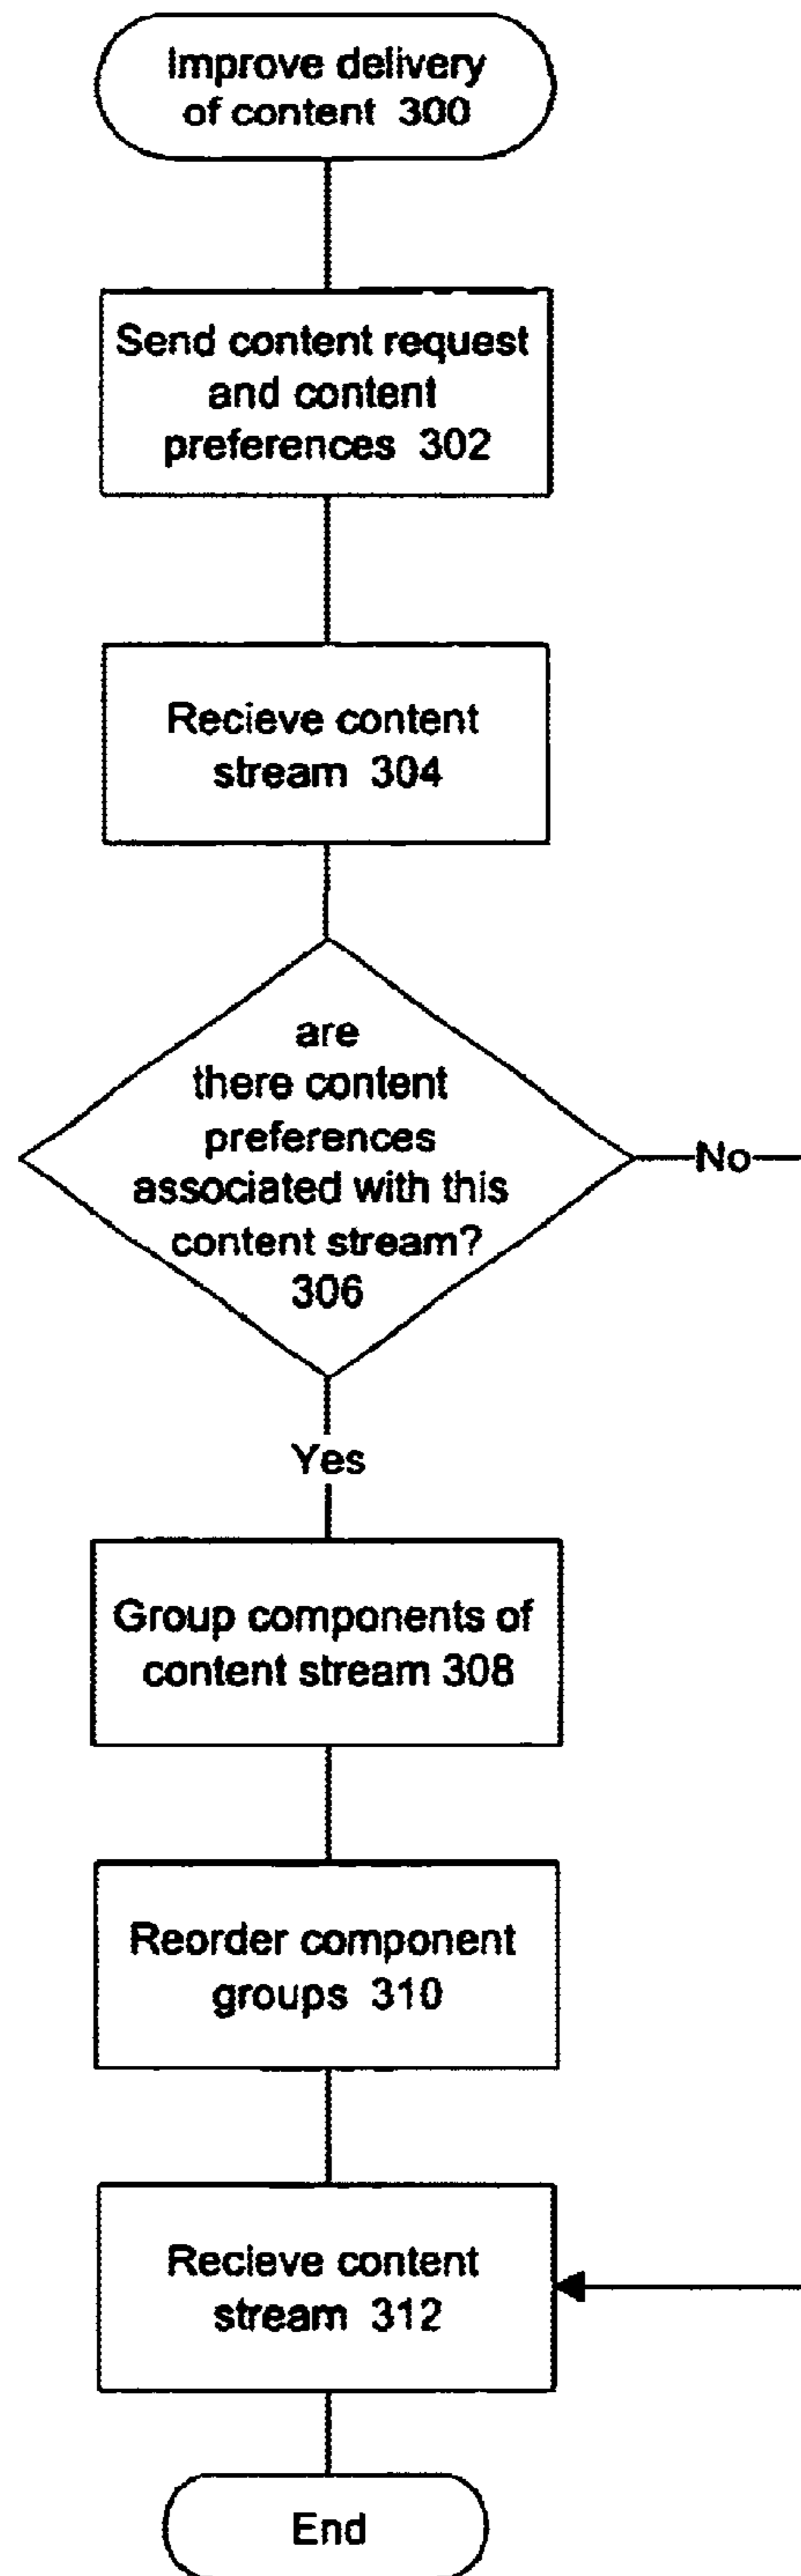 Improve delivery
of content 300
Send content request
and content
preferences 302
Recieve content
stream 304
are
there content
preferences
associated with this
content stream?
306
No
Yes
Group components of
content stream 308
Reorder component
groups 310
Recieve content
stream 312
End